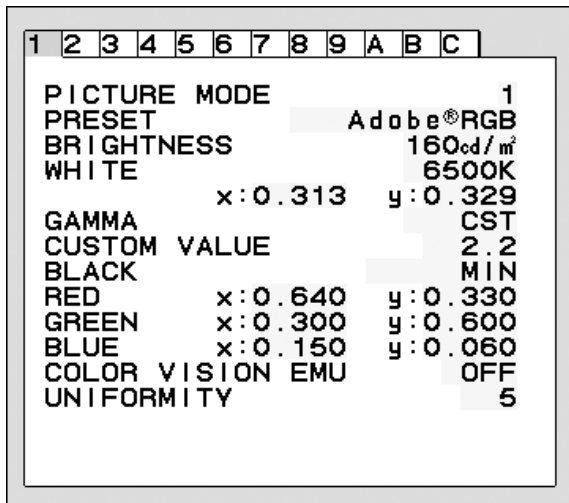 1 2 3 4 5 6 7 8 9 A B C
PICTURE MODE 1
PRESET Adobe®RGB
BRIGHTNESS 160cd/㎡
WHITE 6500K
x:0.313 y:0.329
GAMMA CST
CUSTOM VALUE 2.2
BLACK MIN
RED x:0.640 y:0.330
GREEN x:0.300 y:0.600
BLUE x:0.150 y:0.060
COLOR VISION EMU OFF
UNIFORMITY 5